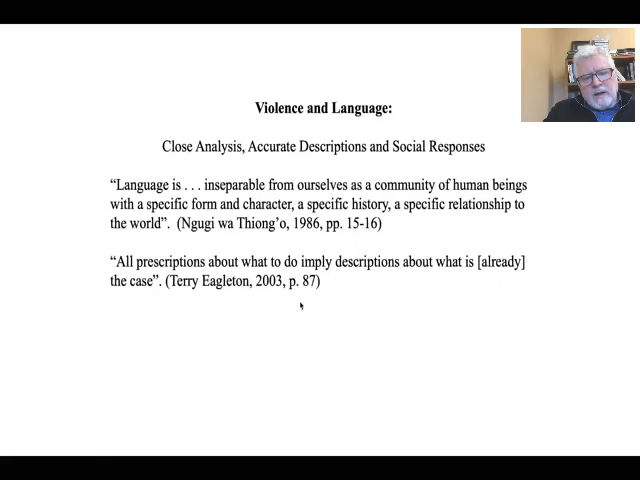 Violence and Language:
Close Analysis, Accurate Descriptions and Social Responses
“Language is . . . inseparable from ourselves as a community of human beings
with a specific form and character, a specific history, a specific relationship to
the world”. (Ngugi wa Thiong’o, 1986, pp. 15-16)
“All prescriptions about what to do imply descriptions about what is [already]
the case”. (Terry Eagleton, 2003, p. 87)